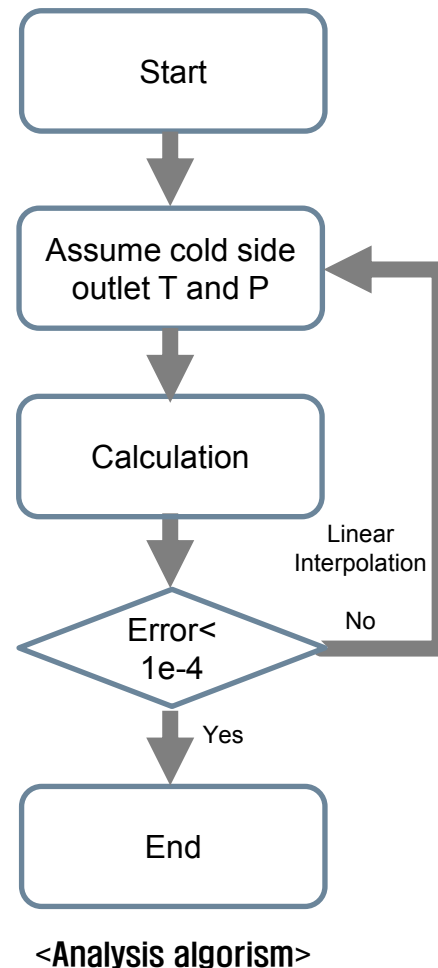 Start
Assume cold side
outlet T and P
Calculation
Linear
Interpolation
Error<
1e-4
No
Yes
End
<Analysis algorism>